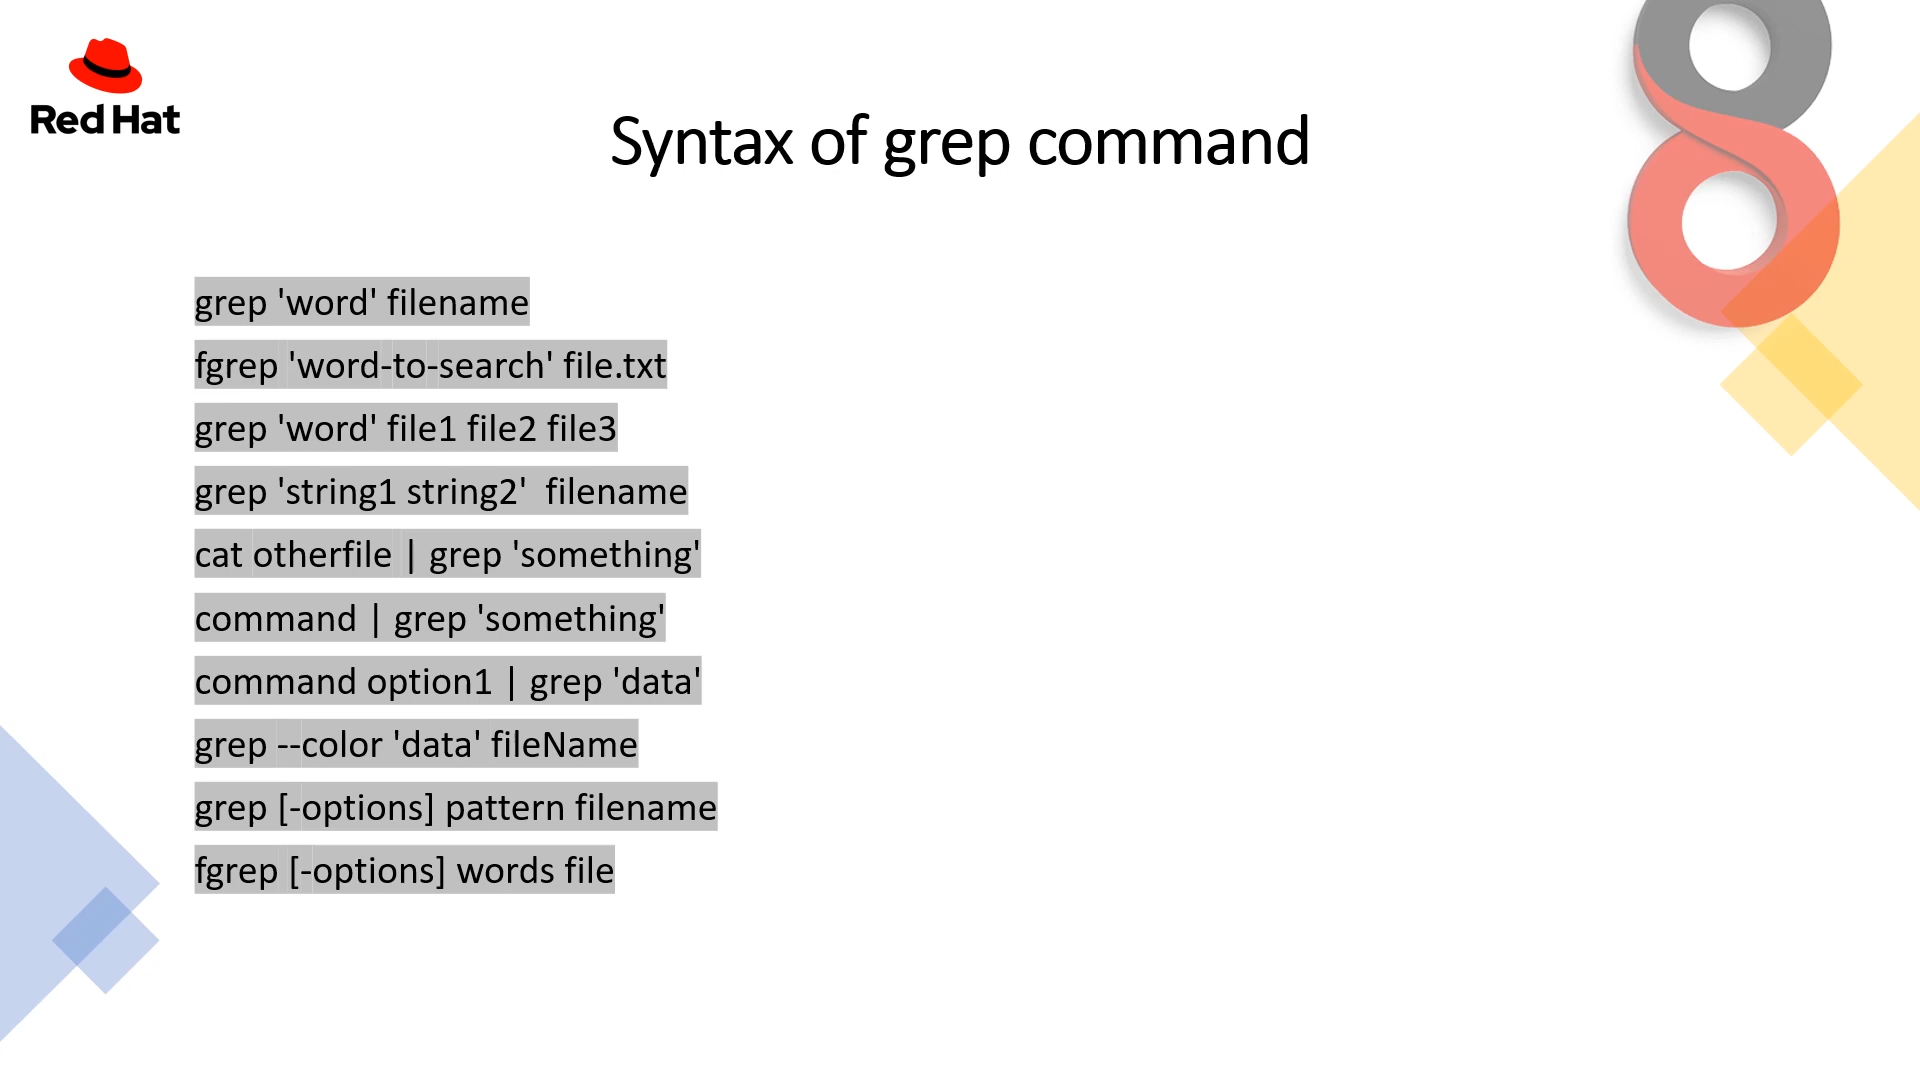 Red Hat
8
Syntax of grep command
grep 'word' filename
fgrep 'word-to-search' file.txt
grep 'word' file1 file2 file3
grep 'string1 string2'  filename
cat otherfile | grep 'something'
command | grep 'something'
command option1 | grep 'data'
grep --color 'data' fileName
grep [-options] pattern filename
fgrep [-options] words file